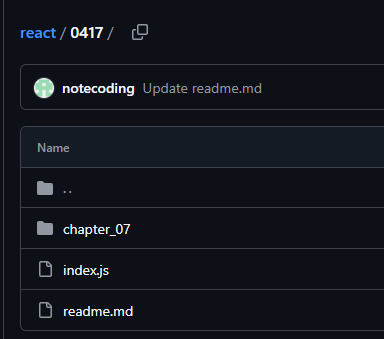 react / 0417 /
notecoding Update readme.md
Name
..
chapter_07
index.js
readme.md